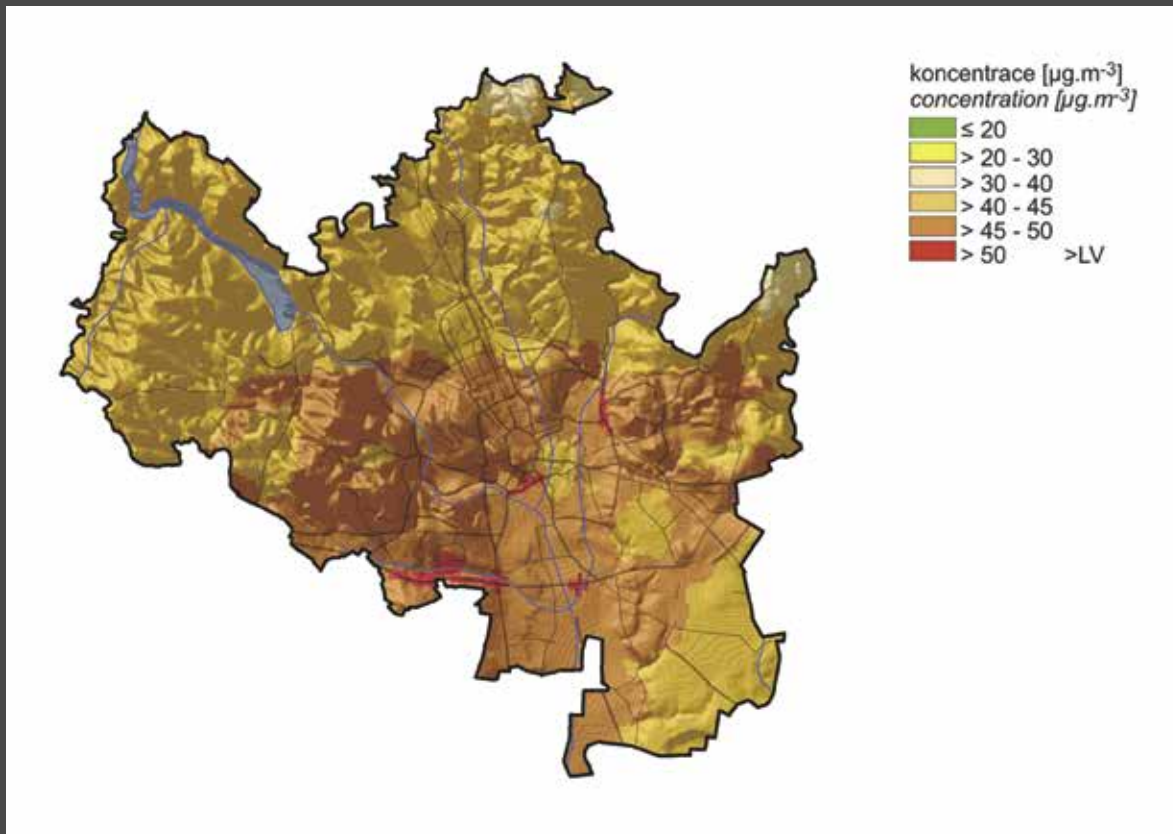 koncentrace [µg.m-3]
concentration [µg.m-3]
≤ 20
> 20 - 30
> 30 - 40
> 40 - 45
> 45 - 50
> 50 >LV